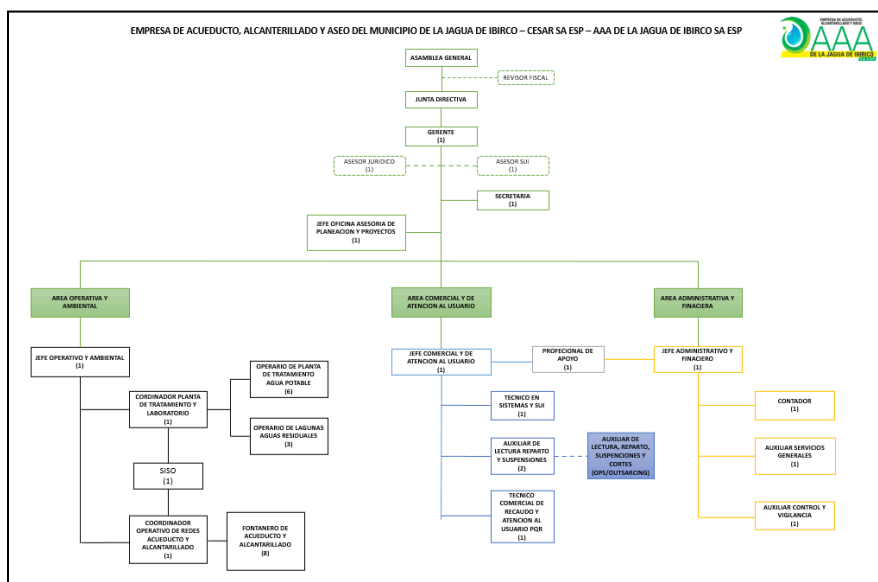 EMPRESA DE ACUEDUCTO, ALCANTERILLADO Y ASEO DEL MUNICIPIO DE LA JAGUA DE IBIRCO – CESAR SA ESP – AAA DE LA JAGUA DE IBIRCO SA ESP
EMPRESA DE ACUEDUCTO,
ALCANTARILLADO Y ASEO
AAA
DE LA JAGUA DE IBIRICO
ASAMBLEA GENERAL
REVISOR FISCAL
JUNTA DIRECTIVA
GERENTE
(1)
ASESOR JURIDICO
(1)
ASESOR SUI
(1)
SECRETARIA
(1)
JEFE OFICINA ASESORIA DE
PLANEACION Y PROYECTOS
(1)
AREA OPERATIVA Y
AMBIENTAL
AREA COMERCIAL Y DE
ATENCION AL USUARIO
AREA ADMINISTRATIVA Y
FINACIERA
JEFE OPERATIVO Y AMBIENTAL
(1)
JEFE COMERCIAL Y DE
ATENCION AL USUARIO
(1)
PROFECIONAL DE
APOYO
(1)
JEFE ADMINISTRATIVO Y
FINACIERO
(1)
OPERARIO DE PLANTA
DE TRATAMIENTO
AGUA POTABLE
(6)
CORDINADOR PLANTA
DE TRATAMIENTO Y
LABORATORIO
(1)
OPERARIO DE LAGUNAS
AGUAS RESIDUALES
(3)
SISO
(1)
COORDINADOR
OPERATIVO DE REDES
ACUEDUCTO Y
ALCANTARILLADO
(1)
FONTANERO DE
ACUEDUCTO Y
ALCANTARILLADO
(8)
TECNICO EN
SISTEMAS Y SUI
(1)
AUXILIAR DE
LECTURA REPARTO
Y SUSPENSIONES
(2)
AUXILIAR DE
LECTURA, REPARTO,
SUSPENCIONES Y
CORTES
(OPS/OUTSARCING)
TECNICO
COMERCIAL DE
RECAUDO Y
ATENCION AL
USUARIO PQR
(1)
CONTADOR
(1)
AUXILIAR SERVICIOS
GENERALES
(1)
AUXILIAR CONTROL Y
VIGILANCIA
(1)